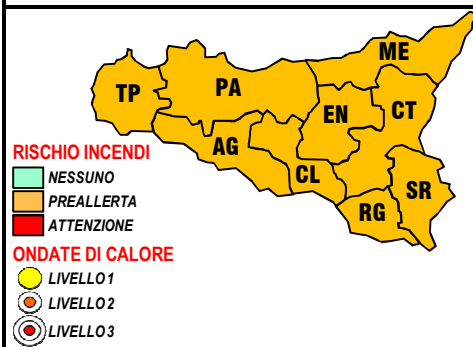 ME
PA
TP
EN
CT
AG
CL
SR
RG
RISCHIO INCENDI
NESSUNO
PREALLERTA
ATTENZIONE
ONDATE DI CALORE
LIVELLO 1
LIVELLO 2
LIVELLO 3